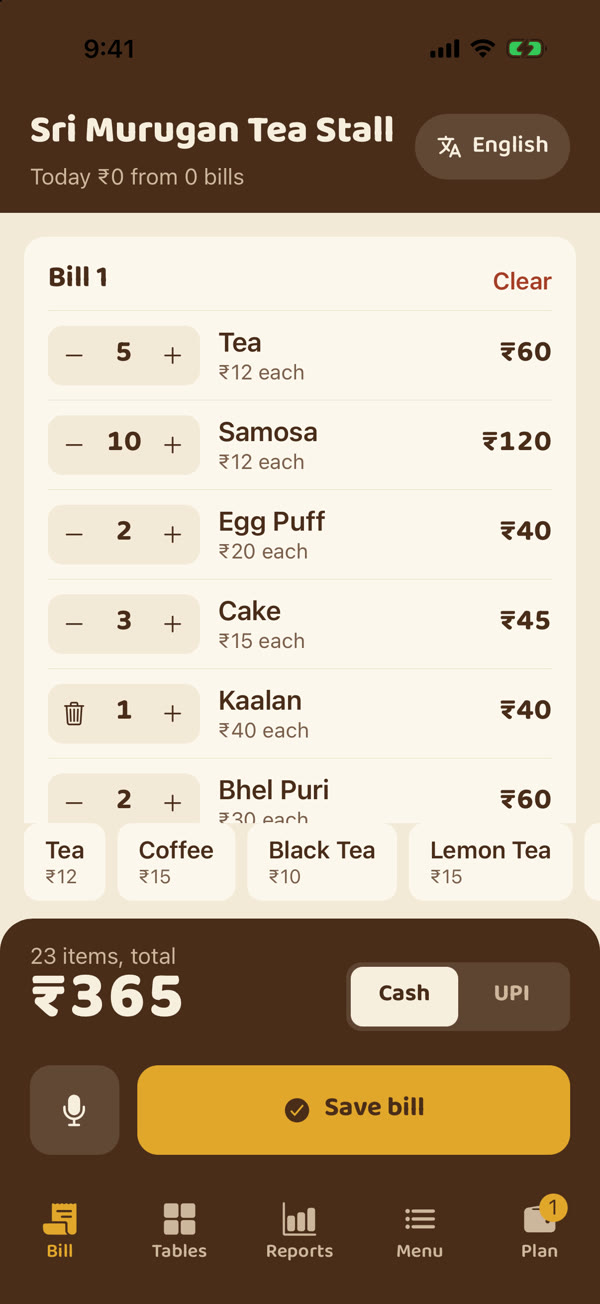 9:41
Sri Murugan Tea Stall
English
Today ₹0 from 0 bills
Bill 1
Clear
− 5 + Tea ₹60
₹12 each
− 10 + Samosa ₹120
₹12 each
− 2 + Egg Puff ₹40
₹20 each
− 3 + Cake ₹45
₹15 each
1 + Kaalan ₹40
₹40 each
− 2 + Bhel Puri ₹60
₹30 each
Tea Coffee Black Tea Lemon Tea
₹12 ₹15 ₹10 ₹15
23 items, total
₹365
Cash UPI
Save bill
1
Bill Tables Reports Menu Plan